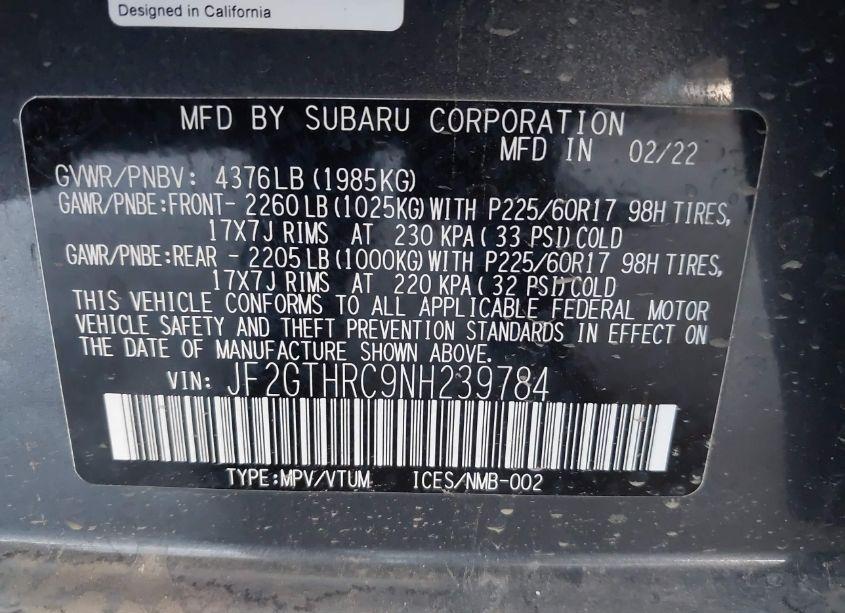 Designed in California
MFD BY SUBARU CORPORATION
MFD IN 02/22
GVWR/PNBV: 4376LB (1985KG)
GAWR/PNBE:FRONT- 2260LB (1025KG) WITH P225/60R17 98H TIRES,
17X7J RIMS AT 230 KPA( 33 PSI)COLD
GAWR/PNBE:REAR - 2205LB (1000KG) WITH P225/60R17 98H TIRES,
17X7J RIMS AT 220 KPA( 32 PSI)COLD
THIS VEHICLE CONFORMS TO ALL APPLICABLE FEDERAL MOTOR
VEHICLE SAFETY AND THEFT PREVENTION STANDARDS IN EFFECT ON
THE DATE OF MANUFACTURE SHOWN ABOVE.
VIN: JF2GTHRC9NH239784
TYPE:MPV/VTUM ICES/NMB-002